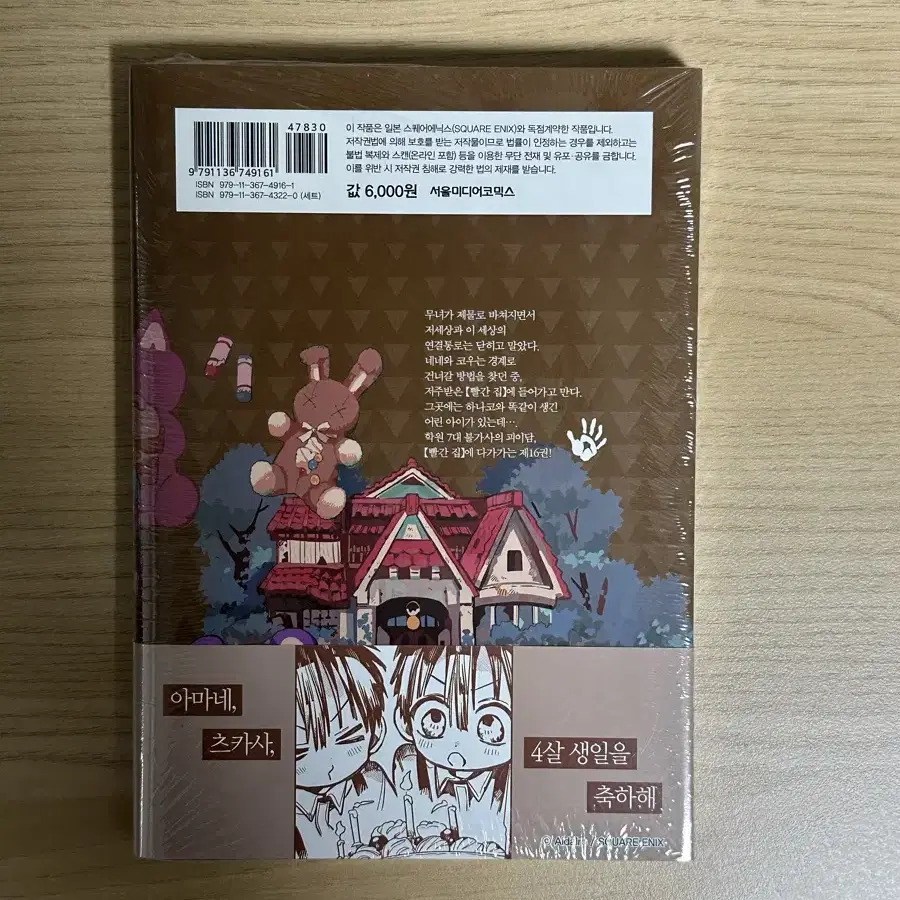 47830
9 791136 749161
ISBN 979-11-367-4916-1
ISBN 979-11-367-4322-0 (세트)
이 작품은 일본 스퀘어에닉스(SQUARE ENIX)와 독점계약한 작품입니다.
저작권법에 의해 보호를 받는 저작물이므로 법률이 인정하는 경우를 제외하고는
불법 복제와 스캔(온라인 포함) 등을 이용한 무단 전재 및 유포·공유를 금합니다.
이를 위반 시 저작권 침해로 강력한 법의 제재를 받습니다.
값 6,000원 서울미디어코믹스
무녀가 제물로 바쳐지면서
저세상과 이 세상의
연결통로는 닫히고 말았다.
네네와 코우는 경계로
건너갈 방법을 찾던 중,
저주받은 【빨간 집】에 들어가고 만다.
그곳에는 하나코와 똑같이 생긴
어린 아이가 있는데….
학원 7대 불가사의 괴이담,
【빨간 집】에 다가가는 제16권!
아마네,
츠카사,
4살 생일을
축하해
© AidaIro / SQUARE ENIX